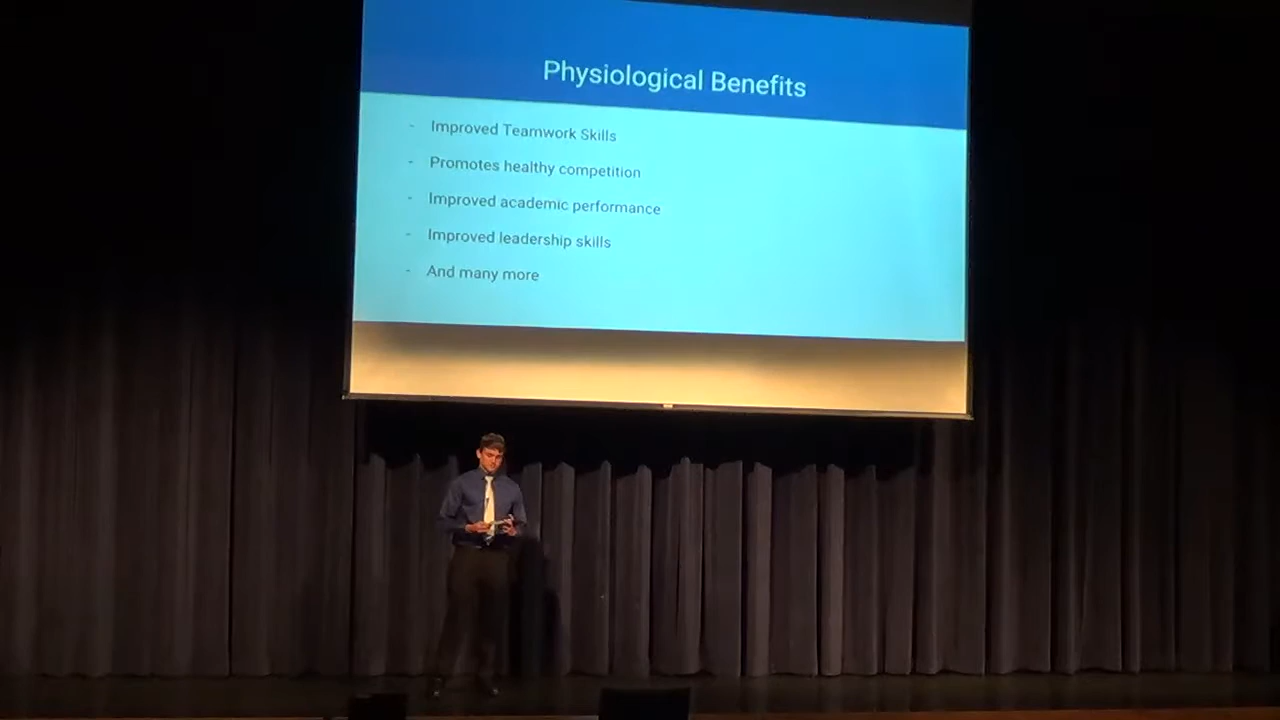 Physiological Benefits
- Improved Teamwork Skills
- Promotes healthy competition
- Improved academic performance
- Improved leadership skills
- And many more